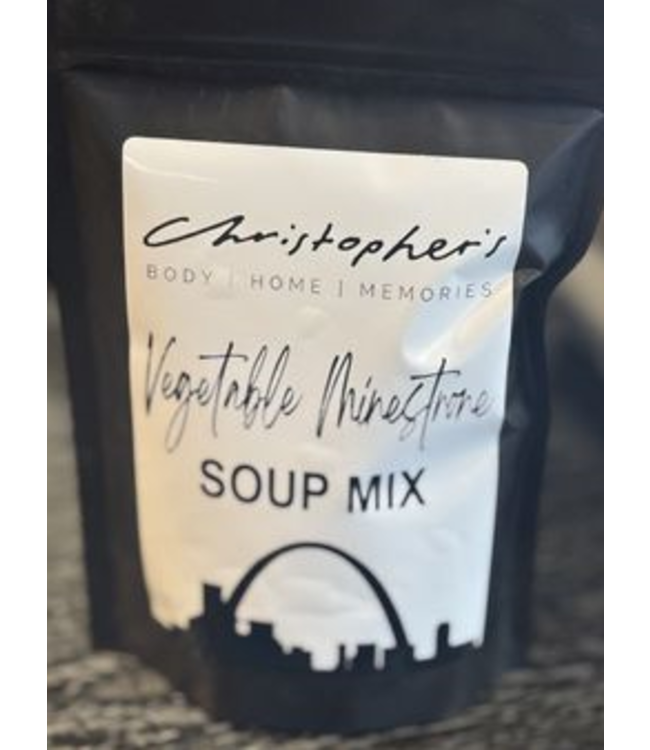 Christopher's
BODY | HOME | MEMORIES
Vegetable Minestrone
SOUP MIX